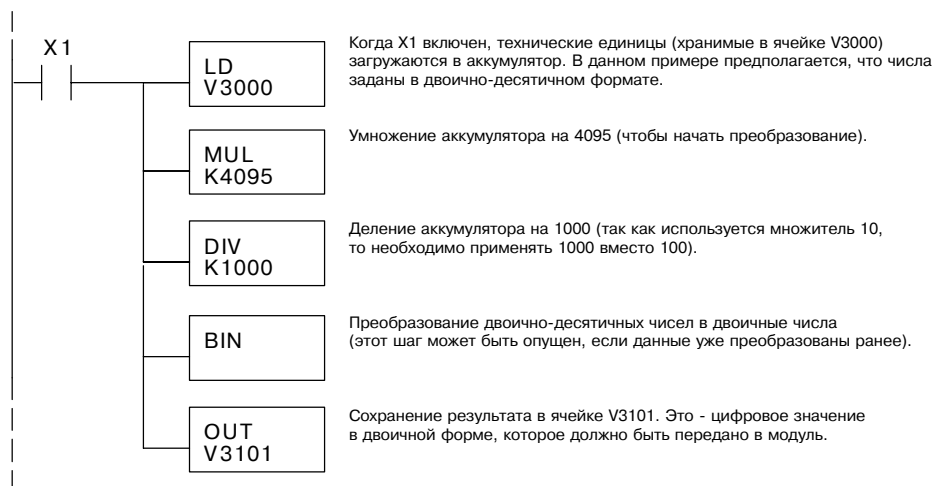 X1
LD
V3000
Когда X1 включен, технические единицы (хранимые в ячейке V3000)
загружаются в аккумулятор. В данном примере предполагается, что числа
заданы в двоично-десятичном формате.
MUL
K4095
Умножение аккумулятора на 4095 (чтобы начать преобразование).
DIV
K1000
Деление аккумулятора на 1000 (так как используется множитель 10,
то необходимо применять 1000 вместо 100).
BIN
Преобразование двоично-десятичных чисел в двоичные числа
(этот шаг может быть опущен, если данные уже преобразованы ранее).
OUT
V3101
Сохранение результата в ячейке V3101. Это - цифровое значение
в двоичной форме, которое должно быть передано в модуль.